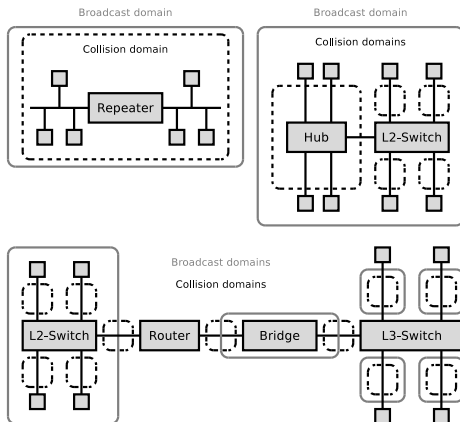 Broadcast domain
Collision domain
Repeater
Broadcast domain
Collision domains
Hub
L2-Switch
Broadcast domains
Collision domains
L2-Switch
Router
Bridge
L3-Switch